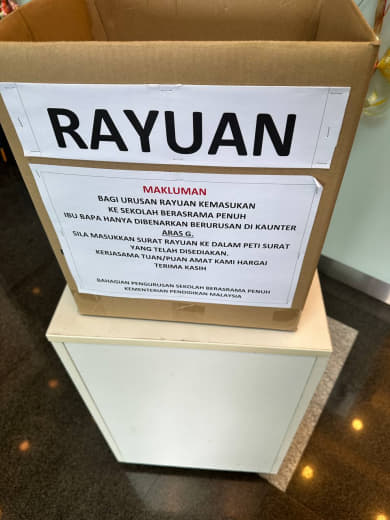 RAYUAN
MAKLUMAN
BAGI URUSAN RAYUAN KEMASUKAN
KE SEKOLAH BERASRAMA PENUH
IBU BAPA HANYA DIBENARKAN BERURUSAN DI KAUNTER
ARAS G.
SILA MASUKKAN SURAT RAYUAN KE DALAM PETI SURAT
YANG TELAH DISEDIAKAN.
KERJASAMA TUAN/PUAN AMAT KAMI HARGAI
TERIMA KASIH
BAHAGIAN PENGURUSAN SEKOLAH BERASRAMA PENUH
KEMENTERIAN PENDIDIKAN MALAYSIA